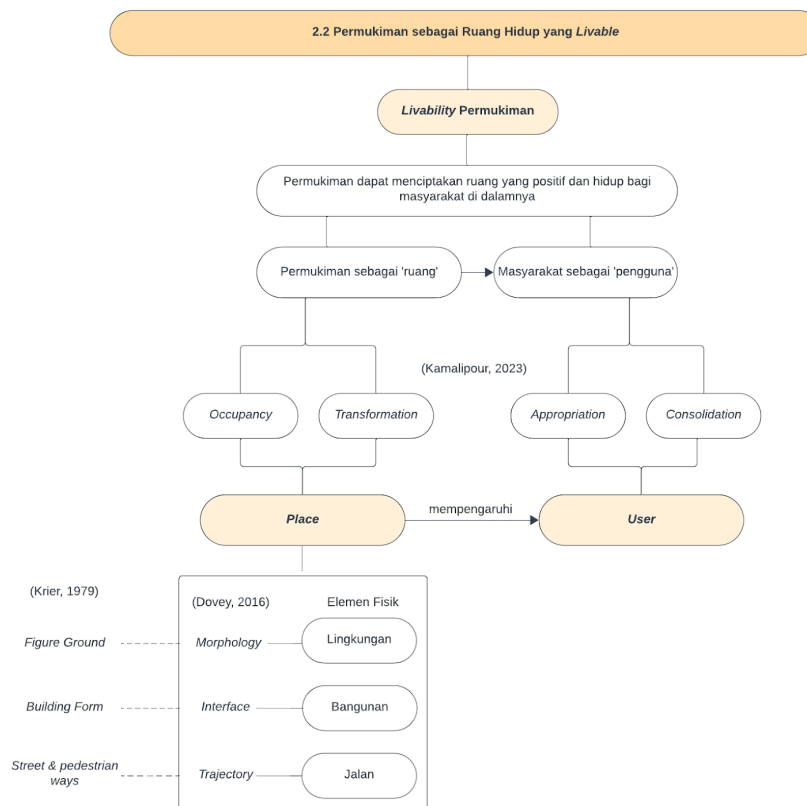 2.2 Permukiman sebagai Ruang Hidup yang Livable
Livability Permukiman
Permukiman dapat menciptakan ruang yang positif dan hidup bagi
masyarakat di dalamnya
Permukiman sebagai 'ruang'
Masyarakat sebagai 'pengguna'
(Kamalipour, 2023)
Occupancy
Transformation
Appropriation
Consolidation
Place
mempengaruhi
User
(Krier, 1979)
(Dovey, 2016)
Elemen Fisik
Figure Ground
Morphology
Lingkungan
Building Form
Interface
Bangunan
Street & pedestrian
ways
Trajectory
Jalan